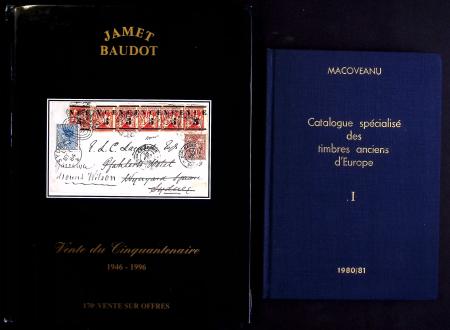 JAMET
BAUDOT
Vente du Cinquantenaire
1946 - 1996
170e VENTE SUR OFFRES
MACOVEANU
Catalogue spécialisé
des
timbres anciens
d'Europe
I
1980/81